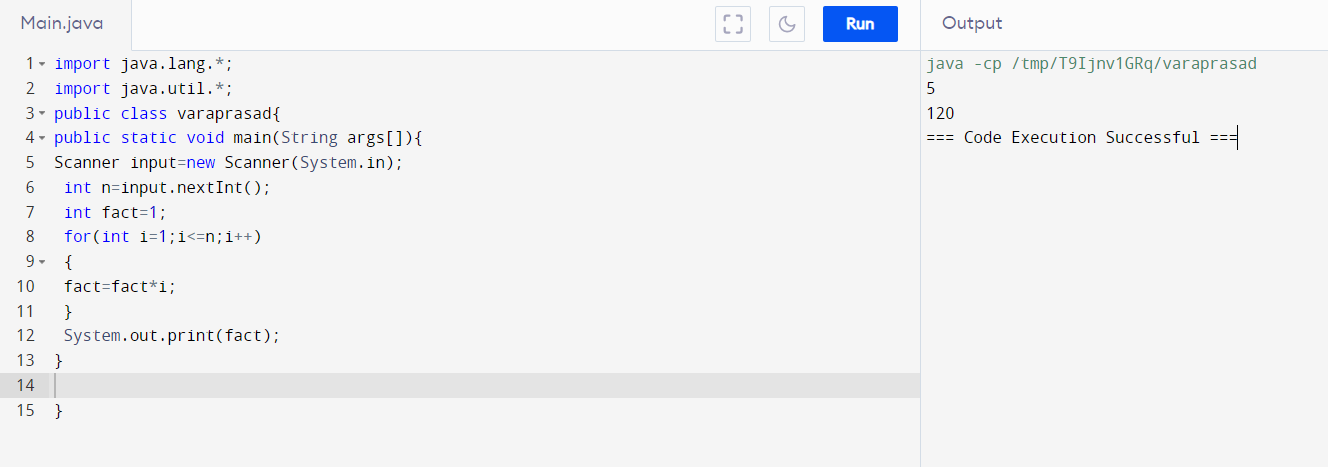 Main.java
Run
Output
1 import java.lang.*;
2 import java.util.*;
3 public class varaprasad{
4 public static void main(String args[]){
5 Scanner input=new Scanner(System.in);
6  int n=input.nextInt();
7  int fact=1;
8  for(int i=1;i<=n;i++)
9  {
10  fact=fact*i;
11  }
12  System.out.print(fact);
13 }
14
15 }
java -cp /tmp/T9Ijnv1GRq/varaprasad
5
120
=== Code Execution Successful ===